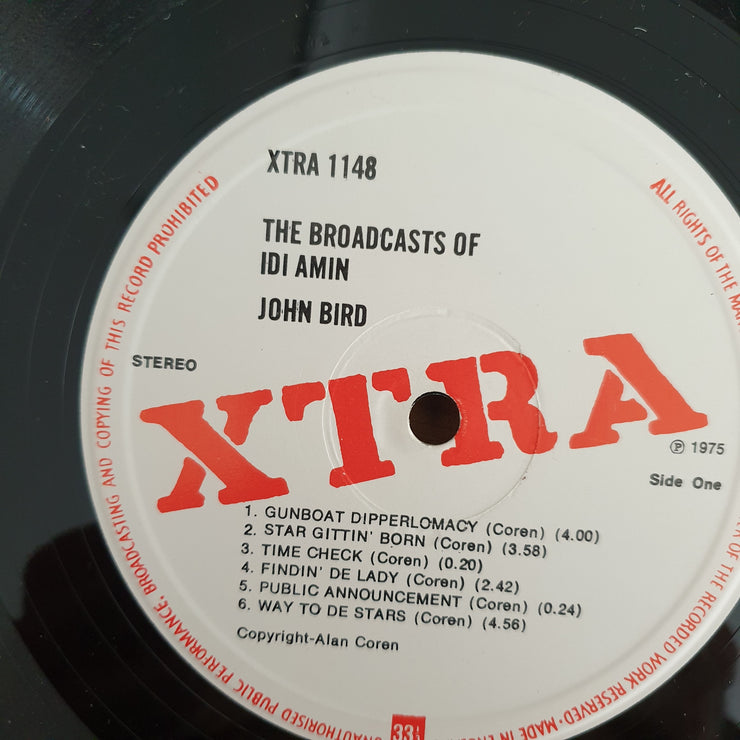 XTRA 1148
THE BROADCASTS OF
IDI AMIN
JOHN BIRD
STEREO
XTRA
℗ 1975
Side One
1. GUNBOAT DIPPERLOMACY (Coren) (4.00)
2. STAR GITTIN' BORN (Coren) (3.58)
3. TIME CHECK (Coren) (0.20)
4. FINDIN' DE LADY (Coren) (2.42)
5. PUBLIC ANNOUNCEMENT (Coren) (0.24)
6. WAY TO DE STARS (Coren) (4.56)
Copyright-Alan Coren
ALL RIGHTS OF THE
OF THE RECORDED WORK RESERVED·MADE IN
UNAUTHORISED PUBLIC PERFORMANCE, BROADCASTING AND COPYING OF THIS RECORD PROHIBITED
33⅓